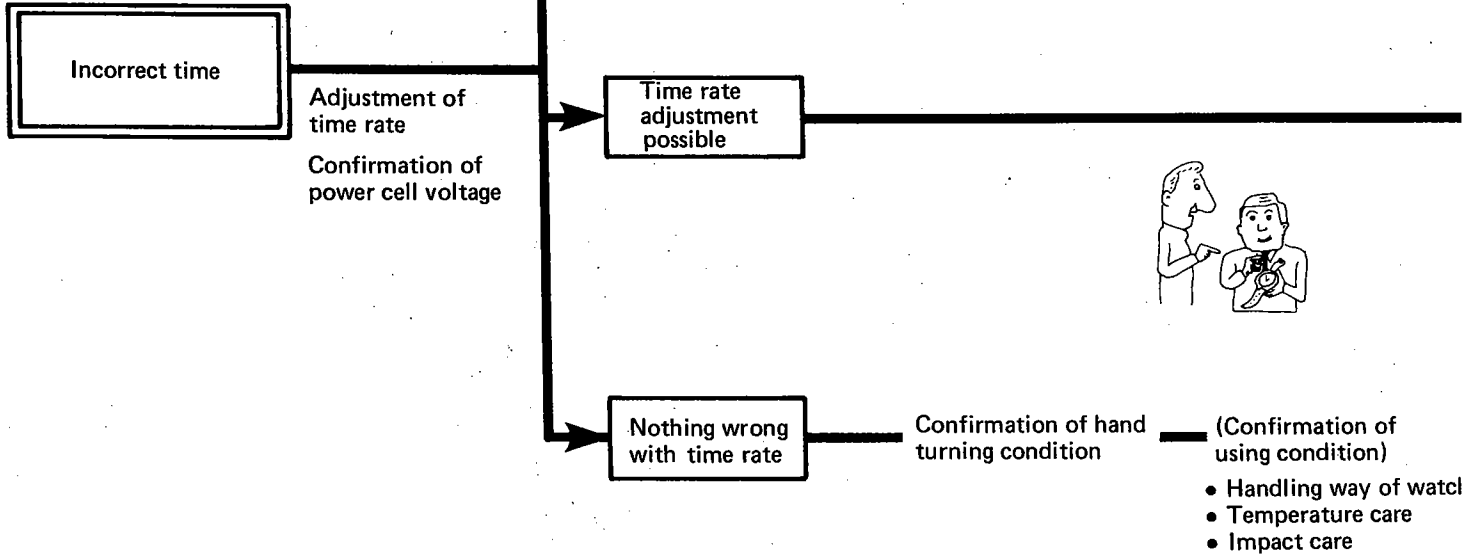 Incorrect time
Adjustment of
time rate
Confirmation of
power cell voltage
Time rate
adjustment
possible
Nothing wrong
with time rate
Confirmation of hand
turning condition
(Confirmation of
using condition)
• Handling way of watcl
• Temperature care
• Impact care